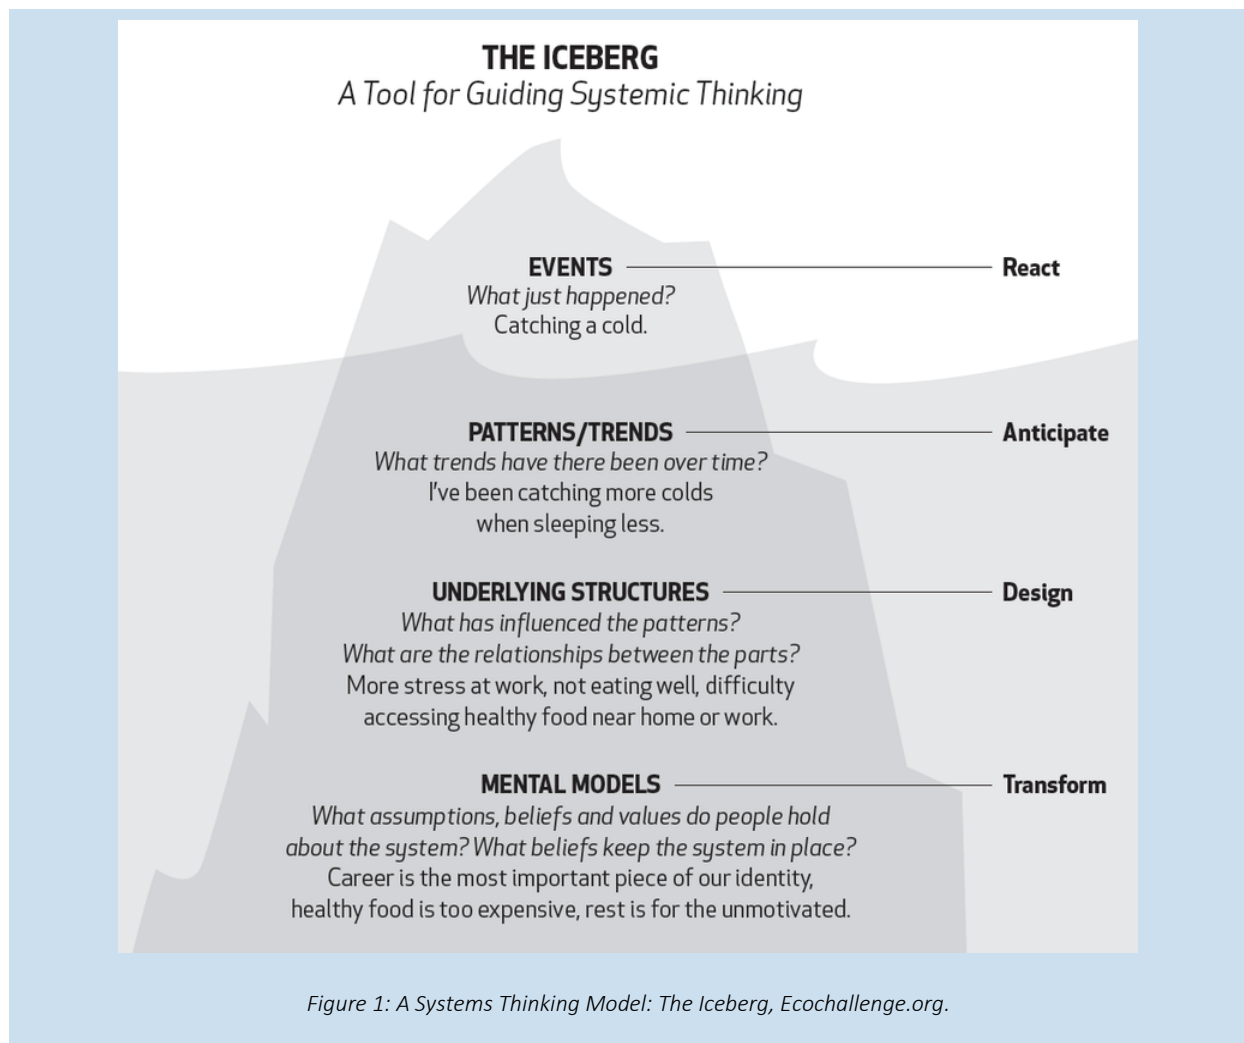 THE ICEBERG
A Tool for Guiding Systemic Thinking
EVENTS
React
What just happened?
Catching a cold.
PATTERNS/TRENDS
Anticipate
What trends have there been over time?
I've been catching more colds
when sleeping less.
UNDERLYING STRUCTURES
Design
What has influenced the patterns?
What are the relationships between the parts?
More stress at work, not eating well, difficulty
accessing healthy food near home or work.
MENTAL MODELS
Transform
What assumptions, beliefs and values do people hold
about the system? What beliefs keep the system in place?
Career is the most important piece of our identity,
healthy food is too expensive, rest is for the unmotivated.
Figure 1: A Systems Thinking Model: The Iceberg, Ecochallenge.org.